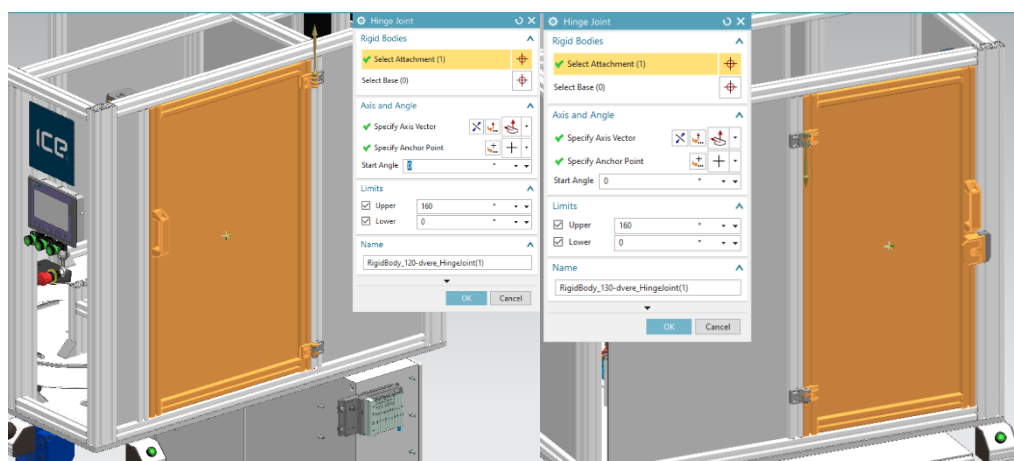 Hinge Joint
Rigid Bodies
Select Attachment (1)
Select Base (0)
Axis and Angle
Specify Axis Vector
Specify Anchor Point
Start Angle 0 °
Limits
Upper 160 °
Lower 0 °
Name
RigidBody_120-dvere_HingeJoint(1)
OK Cancel
Hinge Joint
Rigid Bodies
Select Attachment (1)
Select Base (0)
Axis and Angle
Specify Axis Vector
Specify Anchor Point
Start Angle 0 °
Limits
Upper 160 °
Lower 0 °
Name
RigidBody_130-dvere_HingeJoint(1)
OK Cancel
ICe